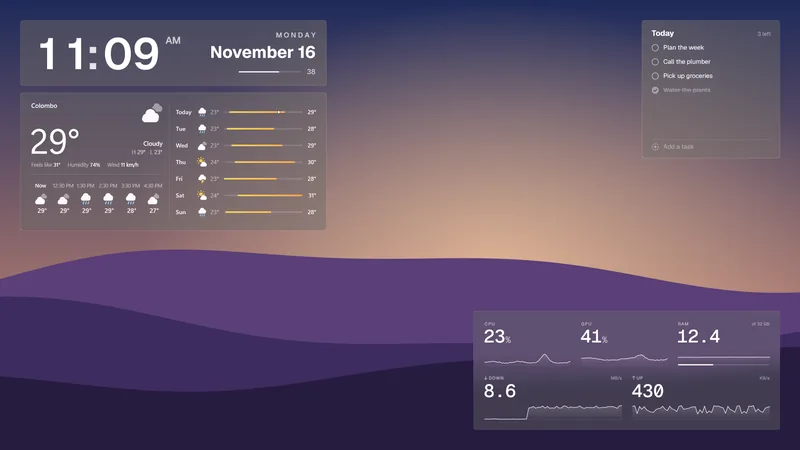 11:09 AM
MONDAY
November 16
38
Colombo
29°
Cloudy
H 29° L 23°
Feels like 31° Humidity 74% Wind 11 km/h
Now 12:30 PM 1:30 PM 2:30 PM 3:30 PM 4:30 PM
29° 29° 29° 29° 28° 27°
Today 23° 29°
Tue 23° 28°
Wed 23° 29°
Thu 24° 30°
Fri 23° 28°
Sat 24° 31°
Sun 23° 28°
Today 3 left
Plan the week
Call the plumber
Pick up groceries
Water the plants
Add a task
CPU
23%
GPU
41%
RAM
12.4
↓ DOWN MB/s
8.6
↑ UP KB/s
430